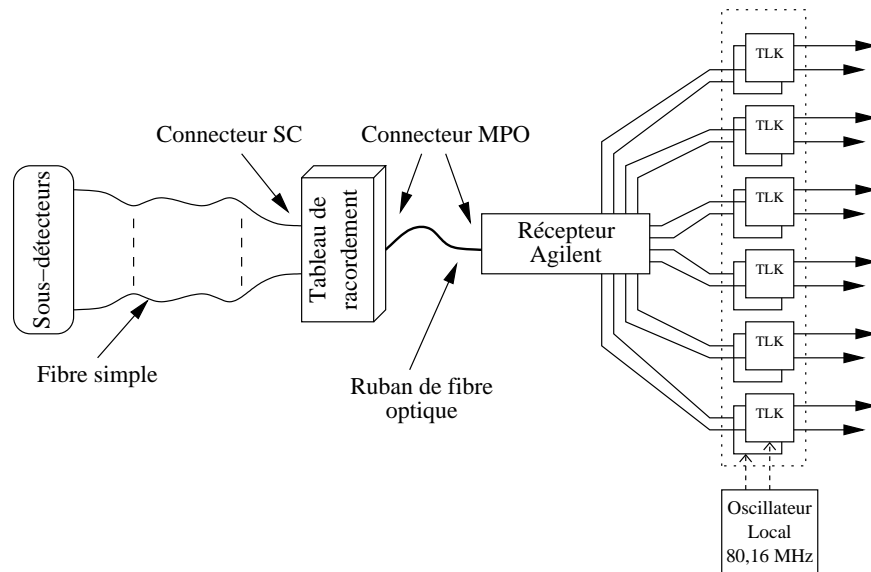 TLK
TLK
TLK
TLK
TLK
TLK
Connecteur SC
Connecteur MPO
Sous−détecteurs
Tableau de
racordement
Récepteur
Agilent
Fibre simple
Ruban de fibre
optique
Oscillateur
Local
80,16 MHz